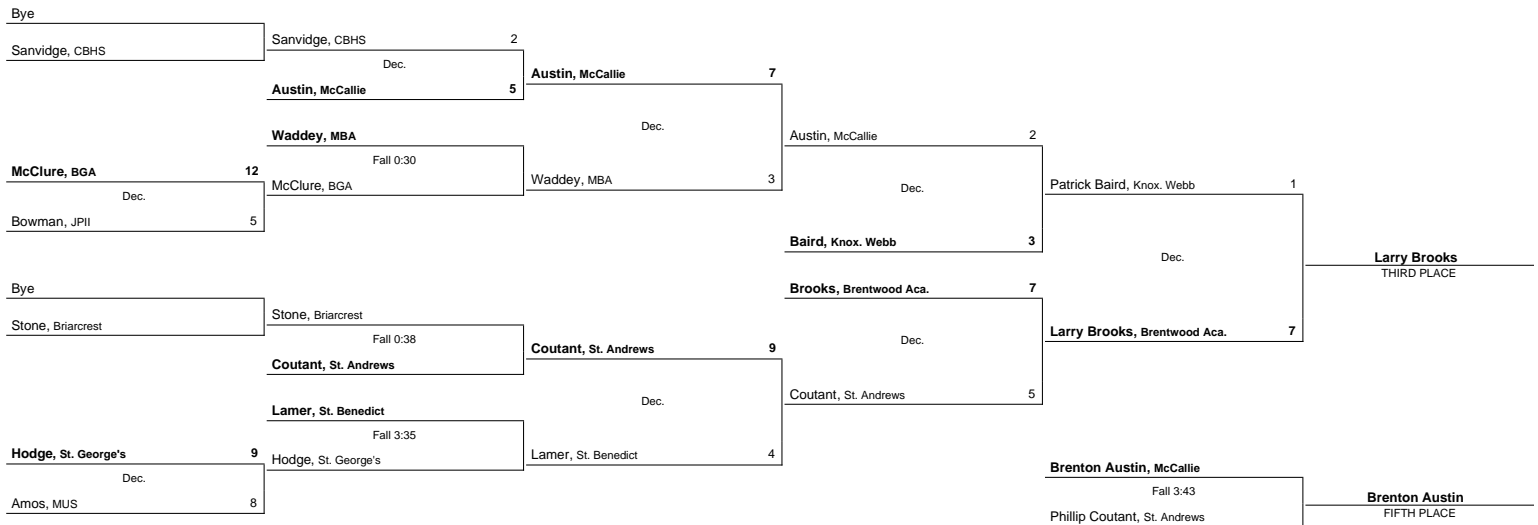 Bye
Sanvidge, CBHS
Sanvidge, CBHS 2
Dec.
Austin, McCallie 5
Austin, McCallie 7
Dec.
Waddey, MBA 3
Waddey, MBA
Fall 0:30
McClure, BGA
McClure, BGA 12
Dec.
Bowman, JPII 5
Austin, McCallie 2
Dec.
Baird, Knox. Webb 3
Patrick Baird, Knox. Webb 1
Dec.
Larry Brooks, Brentwood Aca. 7
Larry Brooks
THIRD PLACE
Bye
Stone, Briarcrest
Stone, Briarcrest
Fall 0:38
Coutant, St. Andrews
Coutant, St. Andrews 9
Dec.
Lamer, St. Benedict 4
Lamer, St. Benedict
Fall 3:35
Hodge, St. George's
Hodge, St. George's 9
Dec.
Amos, MUS 8
Brooks, Brentwood Aca. 7
Dec.
Coutant, St. Andrews 5
Brenton Austin, McCallie
Fall 3:43
Phillip Coutant, St. Andrews
Brenton Austin
FIFTH PLACE